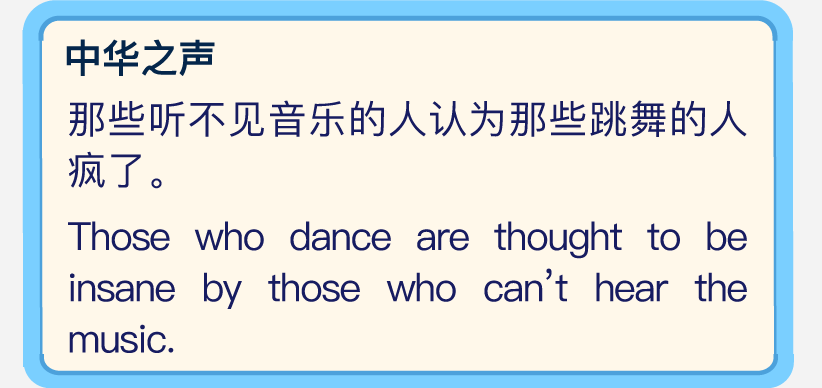 中华之声
那些听不见音乐的人认为那些跳舞的人
疯了。
Those who dance are thought to be
insane by those who can't hear the
music.